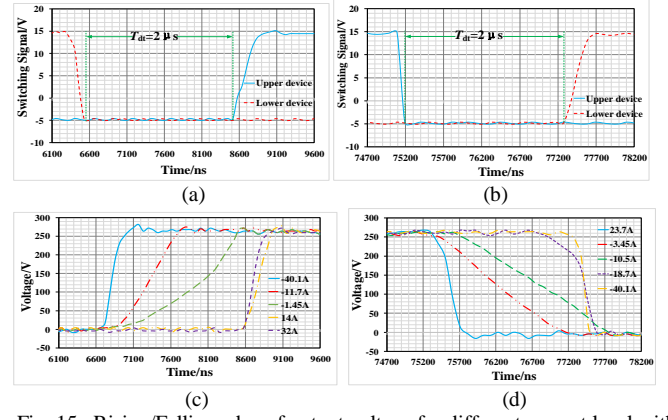 (a)
(b)
Switching Signal/V
20
15
10
5
0
-5
-10
T_dt=2 μs
Upper device
Lower device
6100 6600 7100 7600 8100 8600 9100 9600
Time/ns
Switching Signal/V
20
15
10
5
0
-5
-10
T_dt=2 μs
Upper device
Lower device
74700 75200 75700 76200 76700 77200 77700 78200
Time/ns
(a)
(b)
Voltage/V
300
250
200
150
100
50
0
-50
-40.1A
-11.7A
-1.45A
14A
32A
6100 6600 7100 7600 8100 8600 9100 9600
Time/ns
Voltage/V
300
250
200
150
100
50
0
-50
23.7A
-3.45A
-10.5A
-18.7A
-40.1A
74700 75200 75700 76200 76700 77200 77700 78200
Time/ns
(c)
(d)